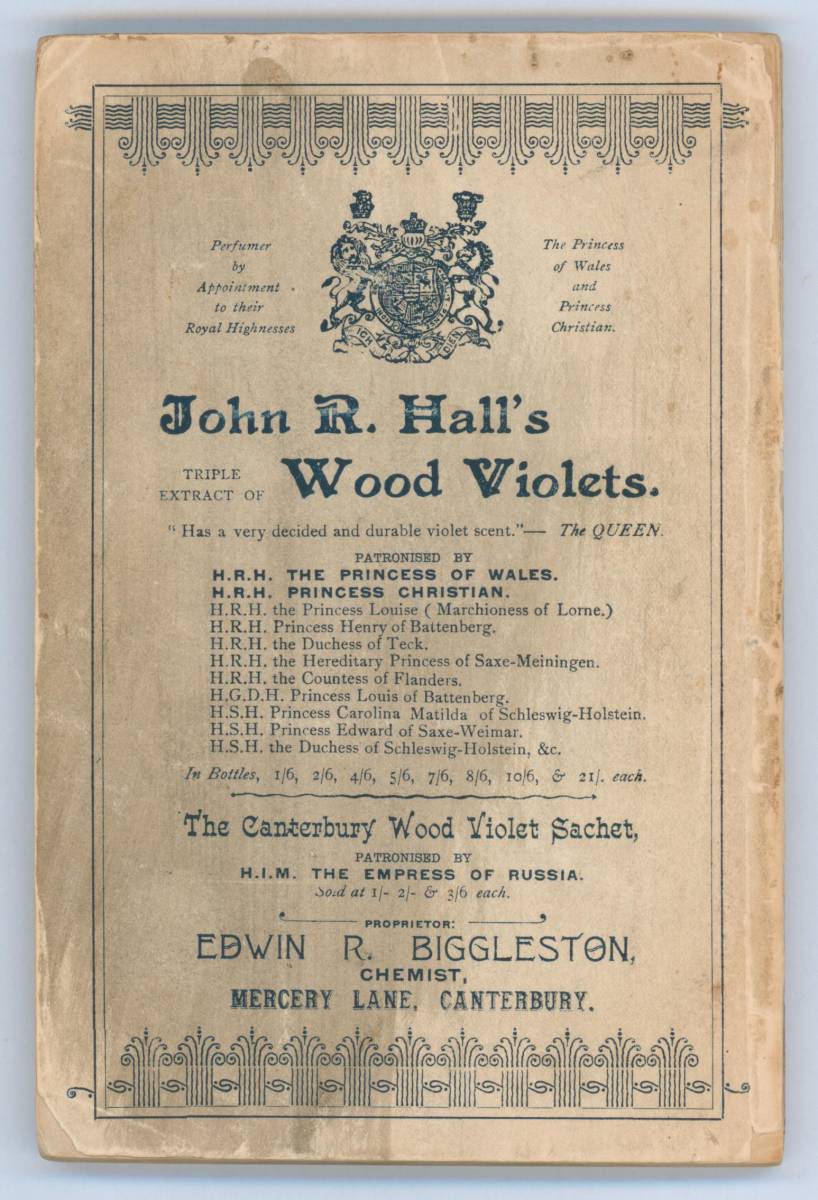 Perfumer
by
Appointment
to their
Royal Highnesses
The Princess
of Wales
and
Princess
Christian.
ICH DIEN
John R. Hall's
TRIPLE
EXTRACT OF
Wood Violets.
"Has a very decided and durable violet scent."— The QUEEN.
PATRONISED BY
H.R.H. THE PRINCESS OF WALES.
H.R.H. PRINCESS CHRISTIAN.
H.R.H. the Princess Louise ( Marchioness of Lorne.)
H.R.H. Princess Henry of Battenberg.
H.R.H. the Duchess of Teck.
H.R.H. the Hereditary Princess of Saxe-Meiningen.
H.R.H. the Countess of Flanders.
H.G.D.H. Princess Louis of Battenberg.
H.S.H. Princess Carolina Matilda of Schleswig-Holstein.
H.S.H. Princess Edward of Saxe-Weimar.
H.S.H. the Duchess of Schleswig-Holstein, &c.
In Bottles, 1/6, 2/6, 4/6, 5/6, 7/6, 8/6, 10/6, & 21/. each.
The Canterbury Wood Violet Sachet,
PATRONISED BY
H.I.M. THE EMPRESS OF RUSSIA.
Sold at 1/- 2/- & 3/6 each.
PROPRIETOR:
EDWIN R. BIGGLESTON,
CHEMIST,
MERCERY LANE, CANTERBURY.